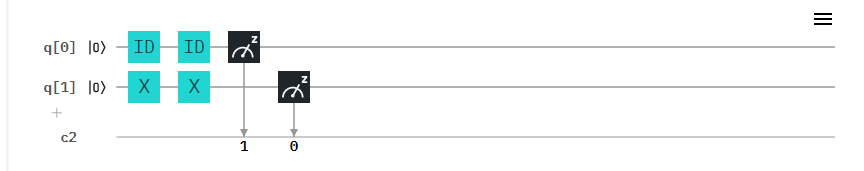 q[0] |0⟩ ID ID z
q[1] |0⟩ X X z
+
c2
1 0